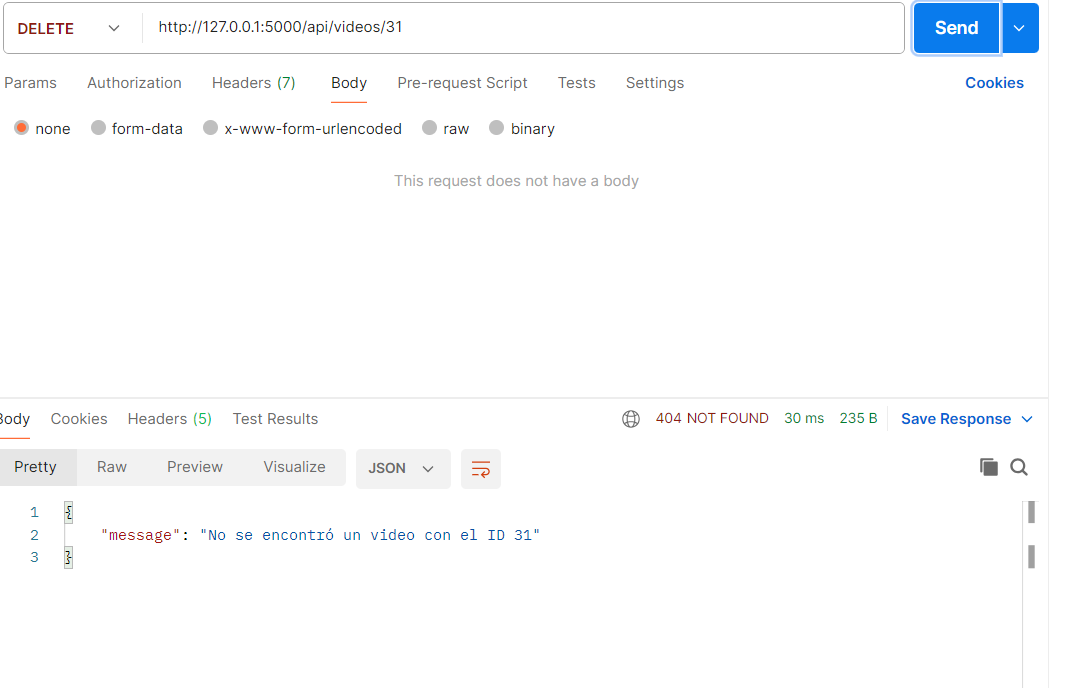 DELETE http://127.0.0.1:5000/api/videos/31 Send
Params Authorization Headers (7) Body Pre-request Script Tests Settings Cookies
none form-data x-www-form-urlencoded raw binary
This request does not have a body
Body Cookies Headers (5) Test Results 404 NOT FOUND 30 ms 235 B Save Response
Pretty Raw Preview Visualize JSON
1 {
2 "message": "No se encontró un video con el ID 31"
3 }